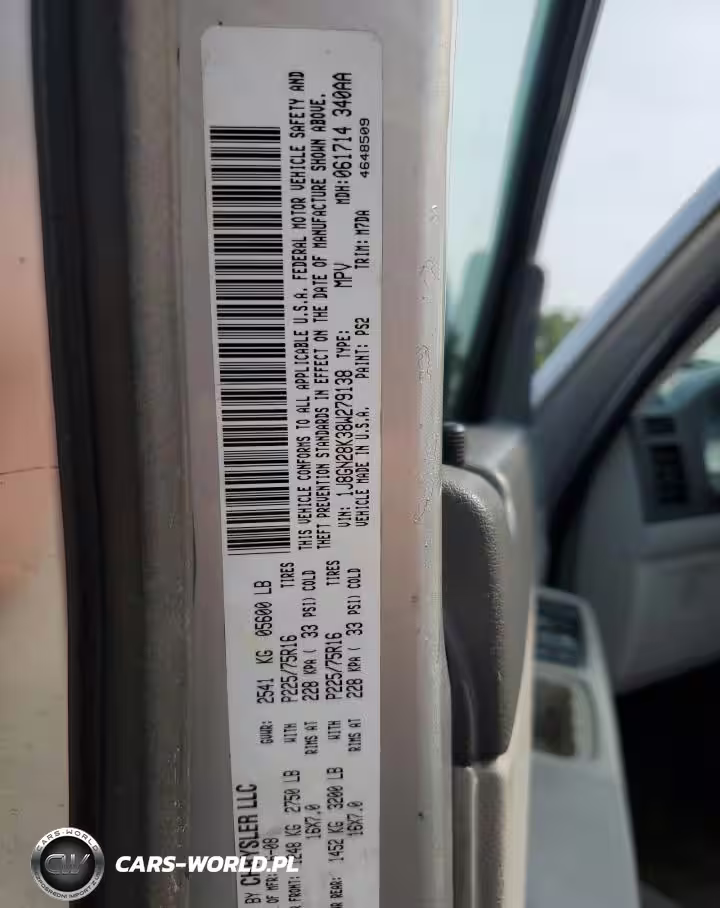 BY CHRYSLER LLC
OF MFR: -08 GVWR: 2541 KG 05600 LB
FRONT: 1248 KG 2750 LB WITH P225/75R16 TIRES
16X7.0 RIMS AT 228 KPA ( 33 PSI) COLD
REAR: 1452 KG 3200 LB WITH P225/75R16 TIRES
16X7.0 RIMS AT 228 KPA ( 33 PSI) COLD
THIS VEHICLE CONFORMS TO ALL APPLICABLE U.S.A. FEDERAL MOTOR VEHICLE SAFETY AND
THEFT PREVENTION STANDARDS IN EFFECT ON THE DATE OF MANUFACTURE SHOWN ABOVE.
VIN: 1J8GN28K38W279138 TYPE: MPV MDH: 061714 340AA
VEHICLE MADE IN U.S.A. PAINT: PS2 TRIM: M7DA 4648509
CARS-WORLD
CW
CARS-WORLD.PL